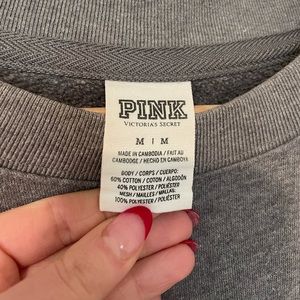 PINK
VICTORIA'S SECRET
M | M
MADE IN CAMBODIA / FAIT AU
CAMBODGE / HECHO EN CAMBOYA
BODY / CORPS / CUERPO:
60% COTTON / COTON / ALGODÓN
40% POLYESTER / POLIÉSTER
MESH / MAILLES / MALLAS:
100% POLYESTER / POLIÉSTER